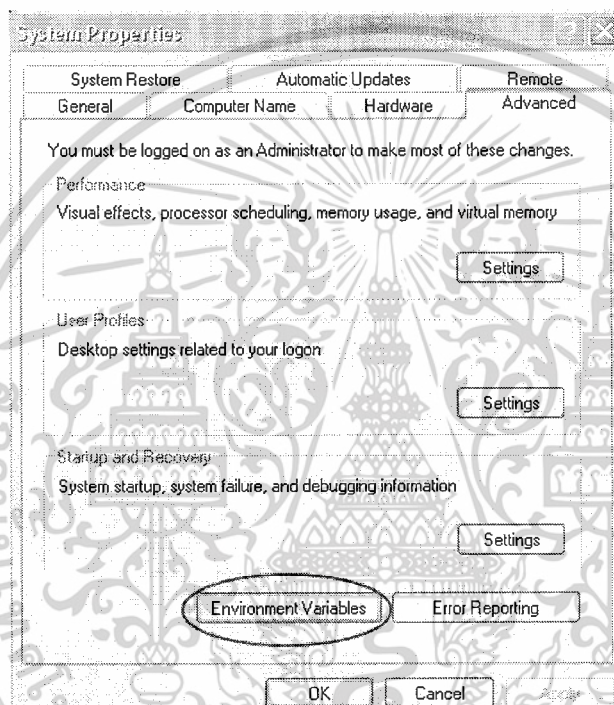 System Properties
System Restore Automatic Updates Remote
General Computer Name Hardware Advanced
You must be logged on as an Administrator to make most of these changes.
Performance
Visual effects, processor scheduling, memory usage, and virtual memory
Settings
User Profiles
Desktop settings related to your logon
Settings
Startup and Recovery
System startup, system failure, and debugging information
Settings
Environment Variables Error Reporting
OK Cancel Apply